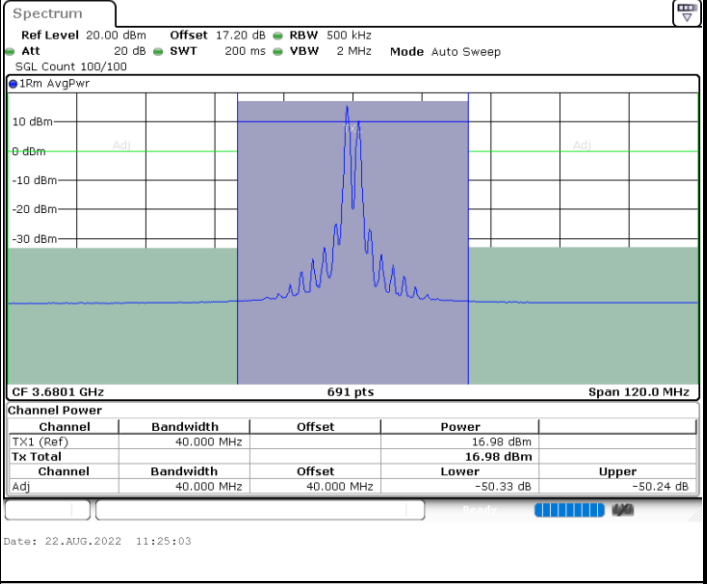 Spectrum
Ref Level 20.00 dBm Offset 17.20 dB RBW 500 kHz
Att 20 dB SWT 200 ms VBW 2 MHz Mode Auto Sweep
SGL Count 100/100
1Rm AvgPwr
10 dBm
Adj Tx Adj
0 dBm
-10 dBm
-20 dBm
-30 dBm
CF 3.6801 GHz 691 pts Span 120.0 MHz
Channel Power
Channel Bandwidth Offset Power
TX1 (Ref) 40.000 MHz 16.98 dBm
Tx Total 16.98 dBm
Channel Bandwidth Offset Lower Upper
Adj 40.000 MHz 40.000 MHz -50.33 dB -50.24 dB
Ready
Date: 22.AUG.2022 11:25:03